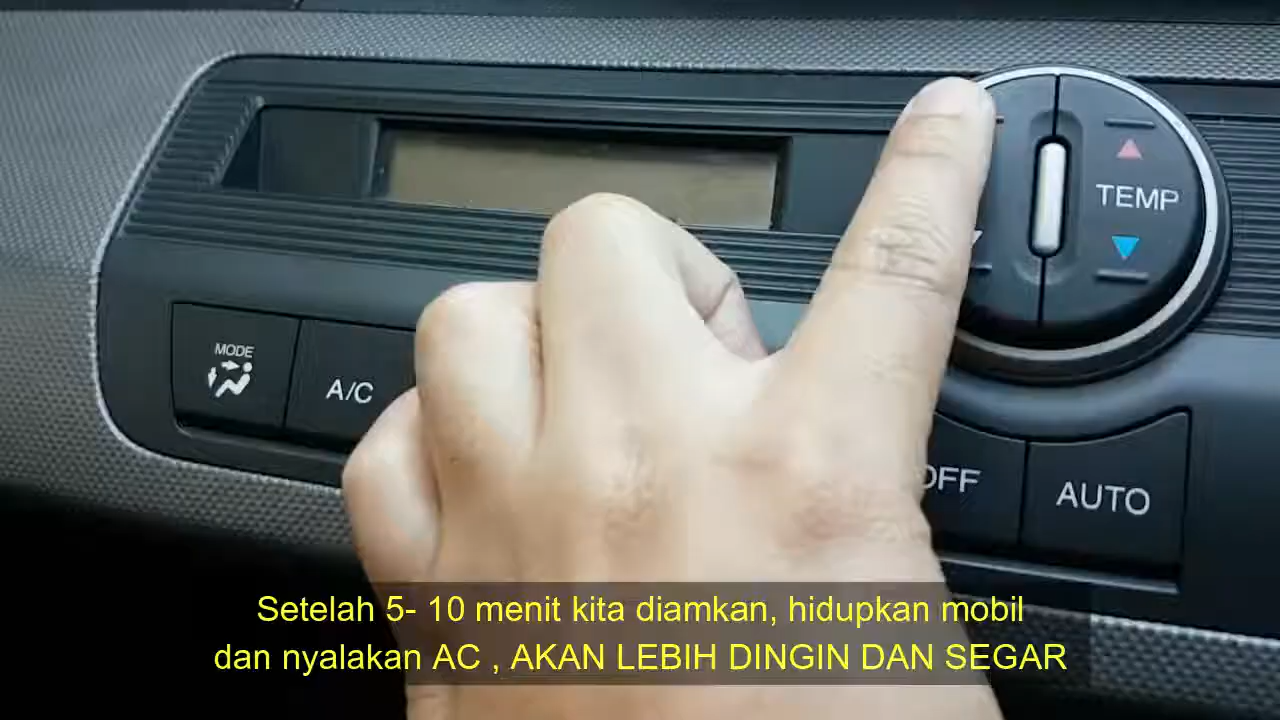 TEMP
MODE
A/C
OFF
AUTO
Setelah 5- 10 menit kita diamkan, hidupkan mobil
dan nyalakan AC , AKAN LEBIH DINGIN DAN SEGAR